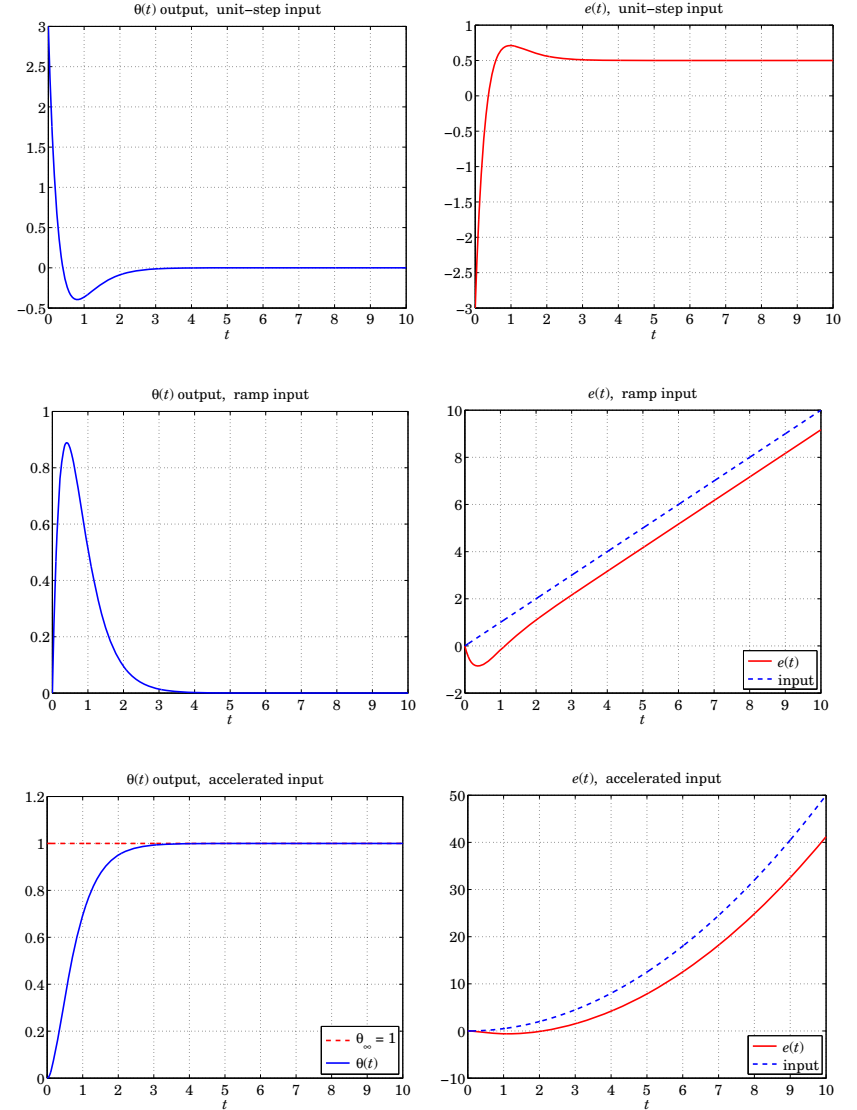 θ(t) output, unit−step input
3
2.5
2
1.5
1
0.5
0
−0.5
0 1 2 3 4 5 6 7 8 9 10
t
e(t), unit−step input
1
0.5
0
−0.5
−1
−1.5
−2
−2.5
−3
0 1 2 3 4 5 6 7 8 9 10
t
θ(t) output, ramp input
1
0.8
0.6
0.4
0.2
0
0 1 2 3 4 5 6 7 8 9 10
t
e(t), ramp input
10
8
6
4
2
0
−2
0 1 2 3 4 5 6 7 8 9 10
t
e(t)
input
θ(t) output, accelerated input
1.2
1
0.8
0.6
0.4
0.2
0
0 1 2 3 4 5 6 7 8 9 10
t
θ∞ = 1
θ(t)
e(t), accelerated input
50
40
30
20
10
0
−10
0 1 2 3 4 5 6 7 8 9 10
t
e(t)
input